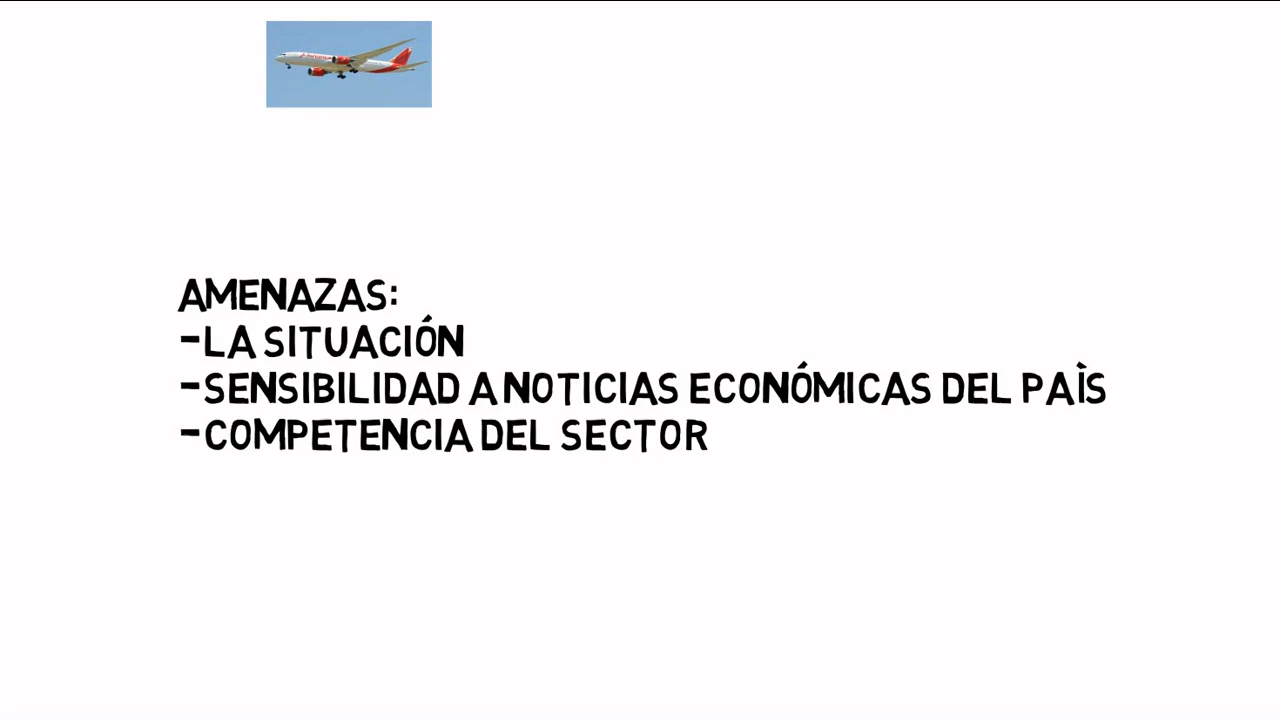 AMENAZAS:
-LA SITUACIÓN
-SENSIBILIDAD A NOTICIAS ECONÓMICAS DEL PAÌS
-COMPETENCIA DEL SECTOR